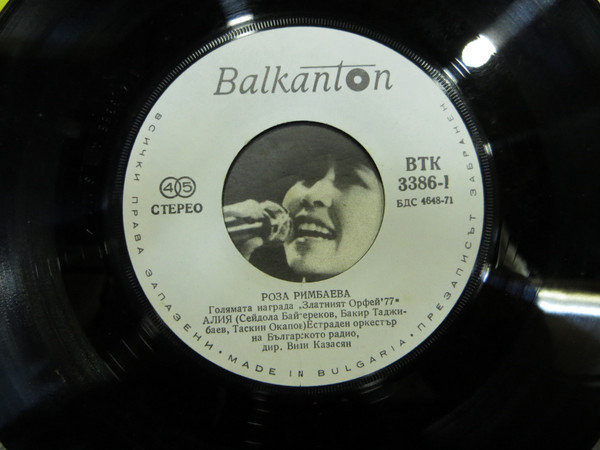 Balkanton
45
СТЕРЕО
ВТК
3386-1
БДС 4648-71
РОЗА РИМБАЕВА
Голямата награда „Златният Орфей'77"
АЛИЯ (Сейдола Байгереков, Бакир Таджи-
баев, Таскин Окапов) Естраден оркестър
на Българското радио,
дир. Вили Казасян
ВСИЧКИ ПРАВА ЗАПАЗЕНИ • MADE IN BULGARIA • ПРЕЗАПИСЪТ ЗАБРАНЕН